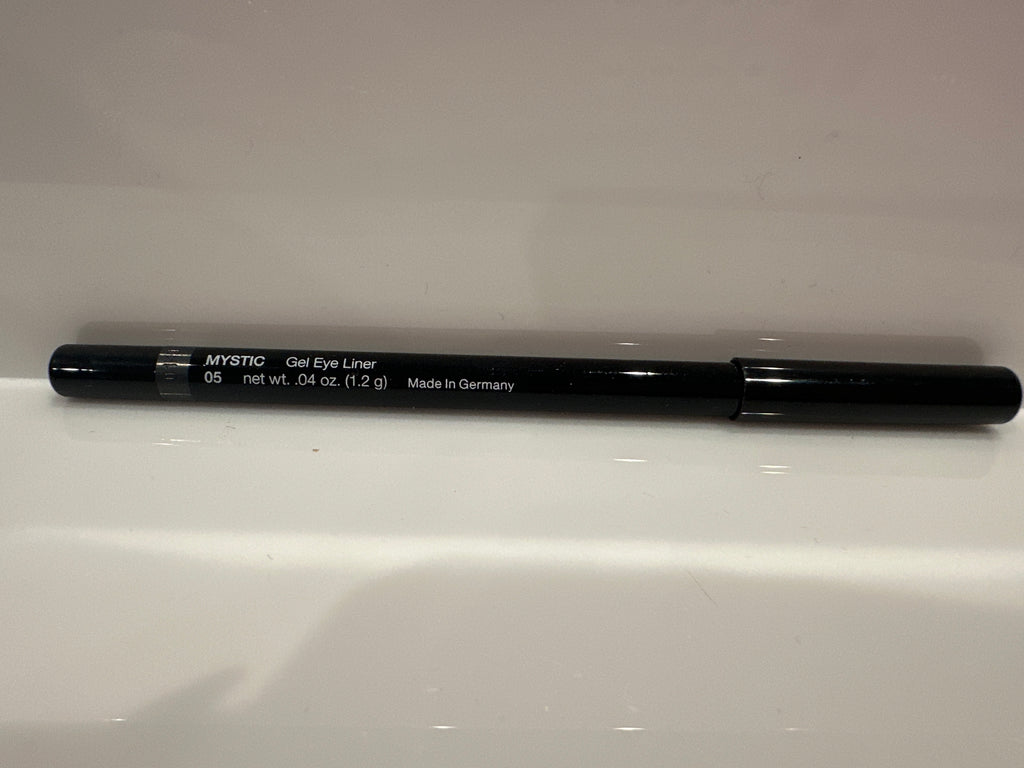 MYSTIC Gel Eye Liner
05 net wt. .04 oz. (1.2 g) Made In Germany